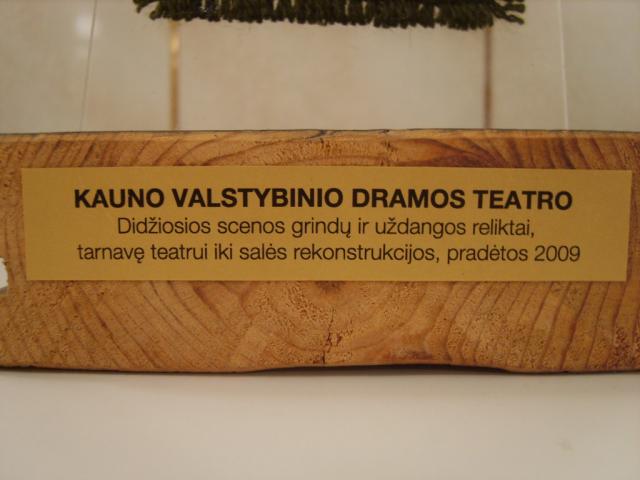 KAUNO VALSTYBINIO DRAMOS TEATRO
Didžiosios scenos grindų ir uždangos reliktai,
tarnavę teatrui iki salės rekonstrukcijos, pradėtos 2009